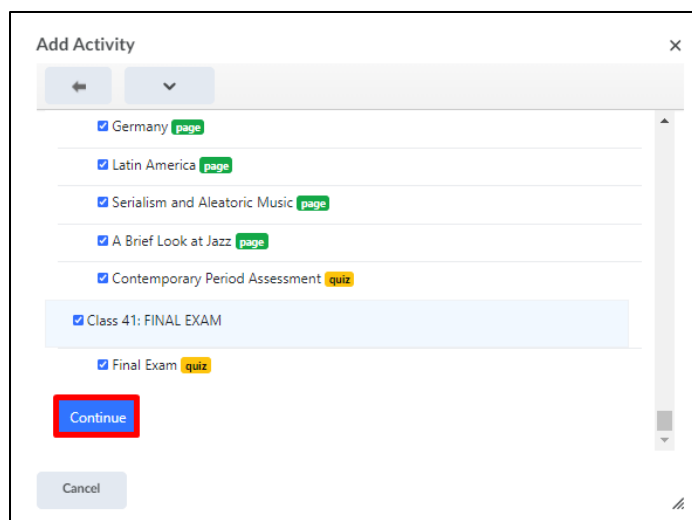 Add Activity
Germany page
Latin America page
Serialism and Aleatoric Music page
A Brief Look at Jazz page
Contemporary Period Assessment quiz
Class 41: FINAL EXAM
Final Exam quiz
Continue
Cancel